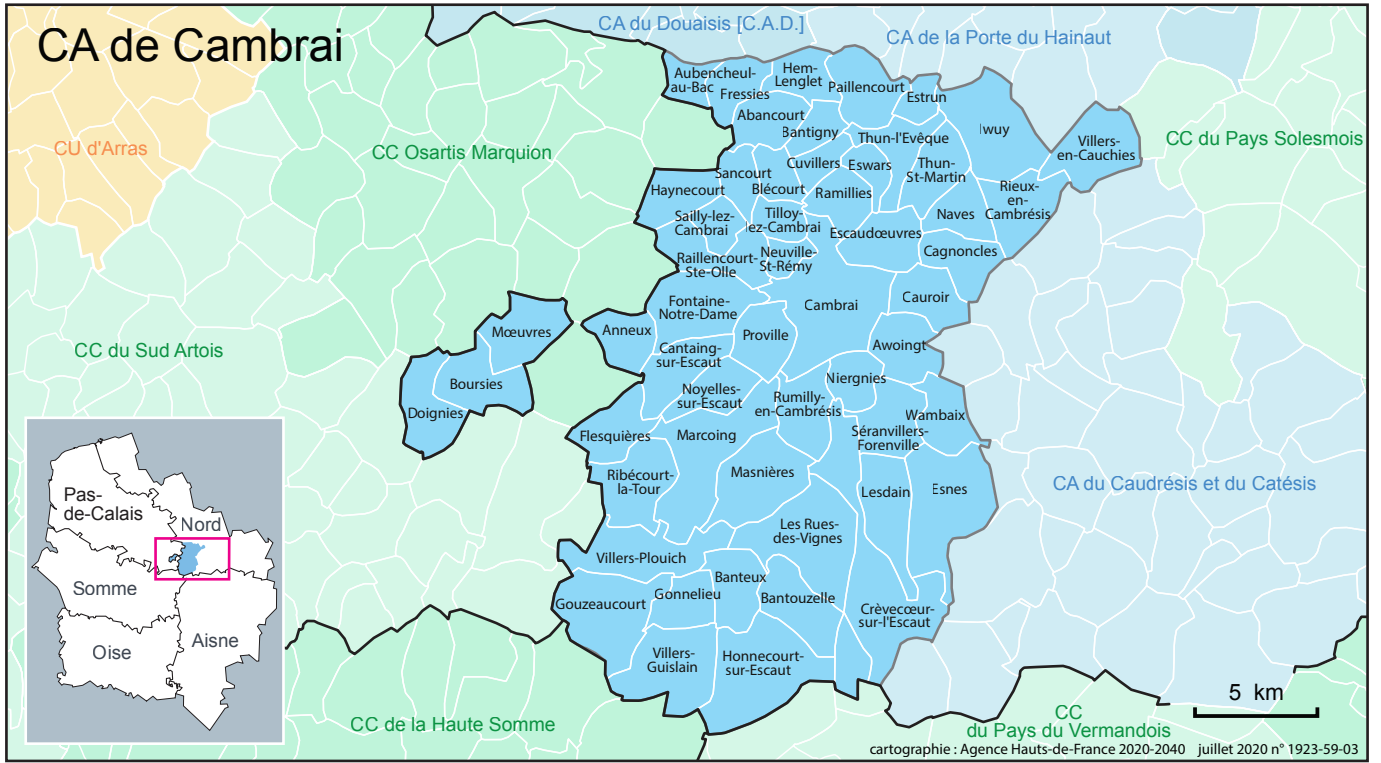 CA de Cambrai
CA du Douaisis [C.A.D.]
CA de la Porte du Hainaut
CU d'Arras
CC Osartis Marquion
CC du Pays Solesmois
CC du Sud Artois
CA du Caudrésis et du Catésis
CC de la Haute Somme
CC
du Pays du Vermandois
Aubencheul-
au-Bac
Fressies
Hem-
Lenglet
Paillencourt
Estrun
Abancourt
Bantigny
Thun-l'Evêque
Iwuy
Villers-
en-Cauchies
Sancourt
Cuvillers
Eswars
Thun-
St-Martin
Haynecourt
Blécourt
Ramillies
Rieux-
en-
Cambrésis
Naves
Sailly-lez-
Cambrai
Tilloy-
lez-Cambrai
Escaudœuvres
Cagnoncles
Raillencourt-
Ste-Olle
Neuville-
St-Rémy
Fontaine-
Notre-Dame
Cambrai
Cauroir
Mœuvres
Anneux
Proville
Awoingt
Cantaing-
sur-Escaut
Boursies
Doignies
Noyelles-
sur-Escaut
Niergnies
Rumilly-
en-Cambrésis
Wambaix
Flesquières
Marcoing
Séranvillers-
Forenville
Ribécourt-
la-Tour
Masnières
Lesdain
Esnes
Les Rues-
des-Vignes
Villers-Plouich
Banteux
Gonnelieu
Bantouzelle
Gouzeaucourt
Crèvecœur-
sur-l'Escaut
Villers-
Guislain
Honnecourt-
sur-Escaut
Pas-
de-Calais
Nord
Somme
Oise
Aisne
5 km
cartographie : Agence Hauts-de-France 2020-2040 juillet 2020 n° 1923-59-03